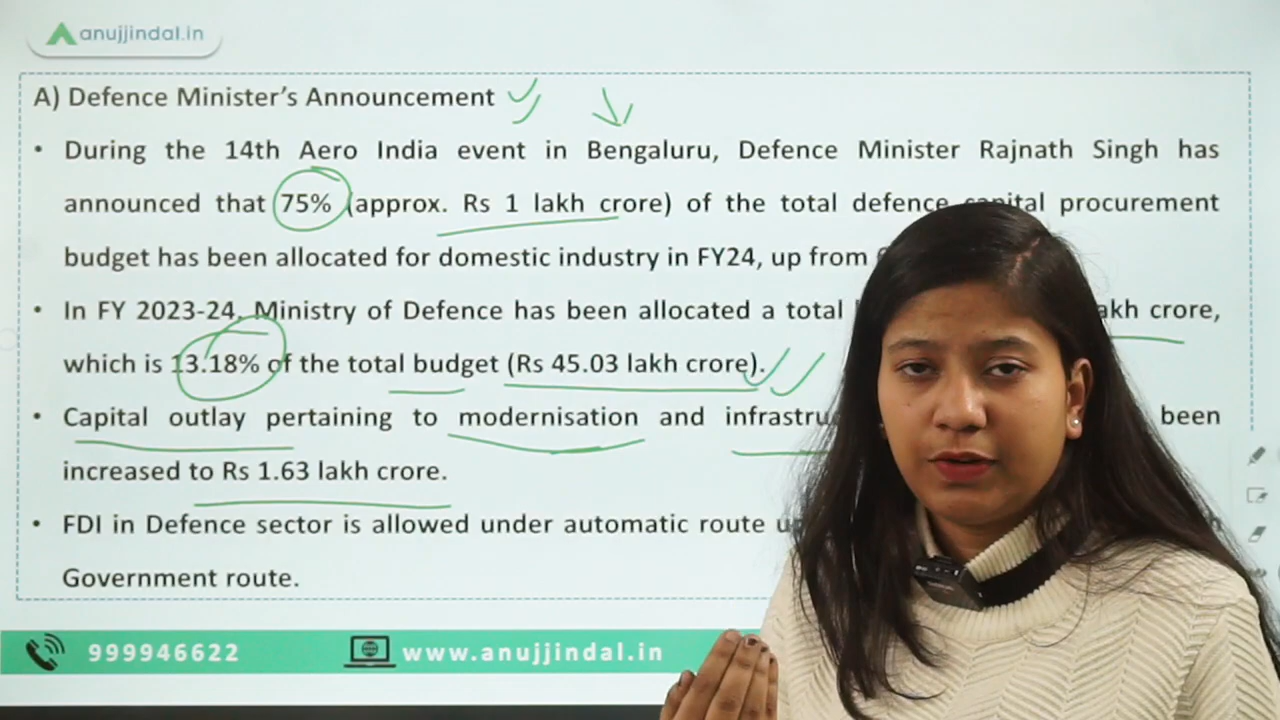 anujjindal.in
A) Defence Minister's Announcement
• During the 14th Aero India event in Bengaluru, Defence Minister Rajnath Singh has
announced that 75% (approx. Rs 1 lakh crore) of the total defence capital procurement
budget has been allocated for domestic industry in FY24, up from
• In FY 2023-24, Ministry of Defence has been allocated a total lakh crore,
which is 13.18% of the total budget (Rs 45.03 lakh crore).
• Capital outlay pertaining to modernisation and been
increased to Rs 1.63 lakh crore.
• FDI in Defence sector is allowed under automatic route
Government route.
999946622 www.anujjindal.in